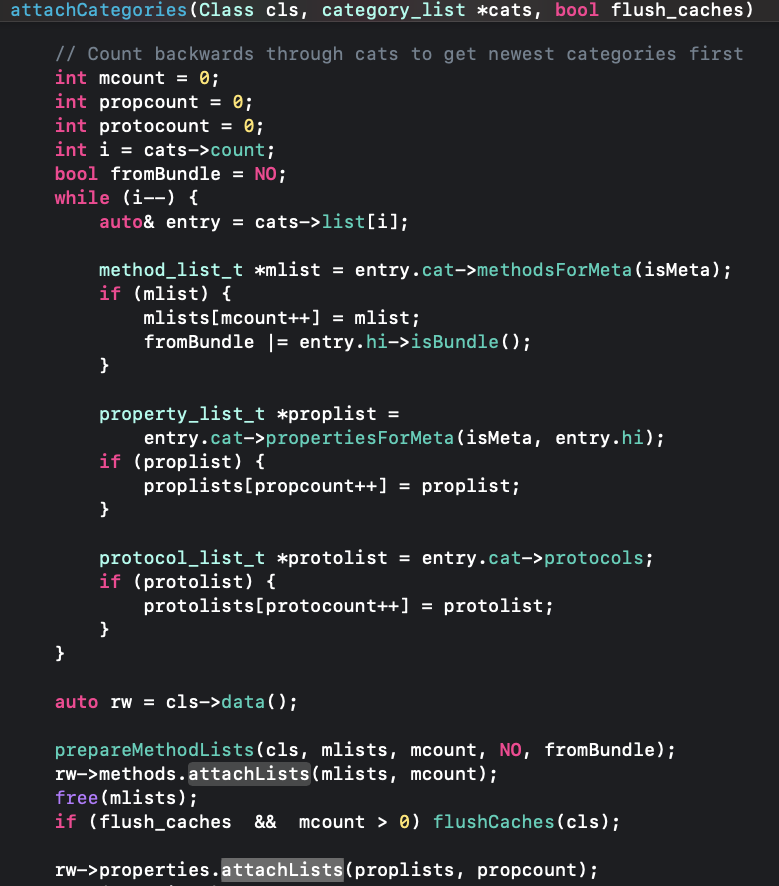 attachCategories(Class cls, category_list *cats, bool flush_caches)
// Count backwards through cats to get newest categories first
int mcount = 0;
int propcount = 0;
int protocount = 0;
int i = cats->count;
bool fromBundle = NO;
while (i--) {
auto& entry = cats->list[i];
method_list_t *mlist = entry.cat->methodsForMeta(isMeta);
if (mlist) {
mlists[mcount++] = mlist;
fromBundle |= entry.hi->isBundle();
}
property_list_t *proplist =
entry.cat->propertiesForMeta(isMeta, entry.hi);
if (proplist) {
proplists[propcount++] = proplist;
}
protocol_list_t *protolist = entry.cat->protocols;
if (protolist) {
protolists[protocount++] = protolist;
}
}
auto rw = cls->data();
prepareMethodLists(cls, mlists, mcount, NO, fromBundle);
rw->methods.attachLists(mlists, mcount);
free(mlists);
if (flush_caches  &&  mcount > 0) flushCaches(cls);
rw->properties.attachLists(proplists, propcount);